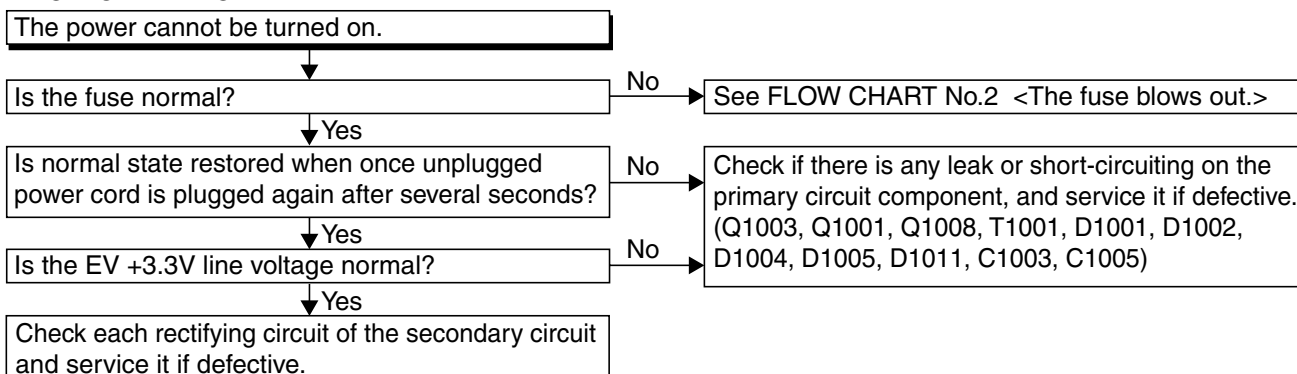 The power cannot be turned on.
Is the fuse normal?
No
See FLOW CHART No.2 <The fuse blows out.>
Yes
Is normal state restored when once unplugged
power cord is plugged again after several seconds?
No
Check if there is any leak or short-circuiting on the
primary circuit component, and service it if defective.
(Q1003, Q1001, Q1008, T1001, D1001, D1002,
D1004, D1005, D1011, C1003, C1005)
Yes
Is the EV +3.3V line voltage normal?
No
Yes
Check each rectifying circuit of the secondary circuit
and service it if defective.